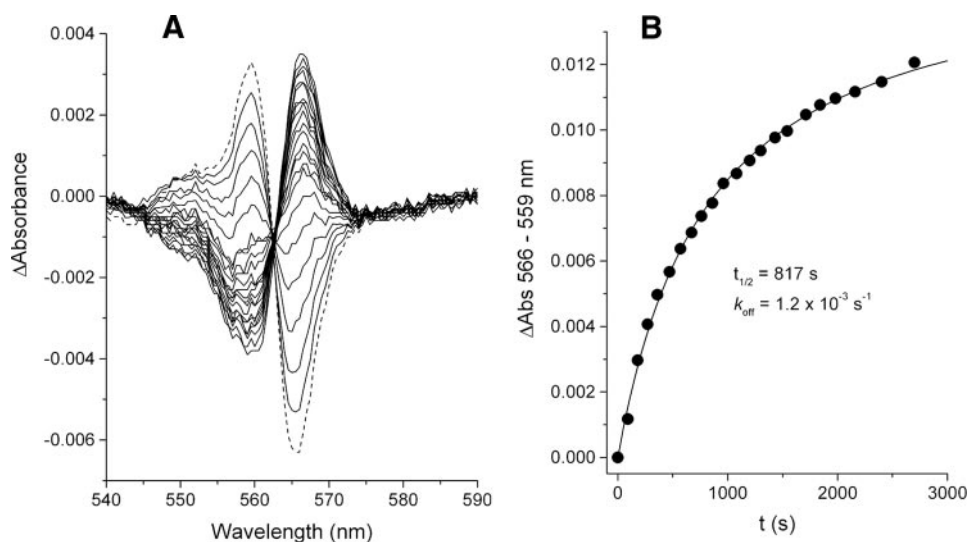 A
0.004
0.002
0.000
-0.002
-0.004
-0.006
ΔAbsorbance
540 550 560 570 580 590
Wavelength (nm)
B
0.012
0.010
0.008
0.006
0.004
0.002
0.000
ΔAbs 566 - 559 nm
t1/2 = 817 s
koff = 1.2 x 10-3 s-1
0 1000 2000 3000
t (s)